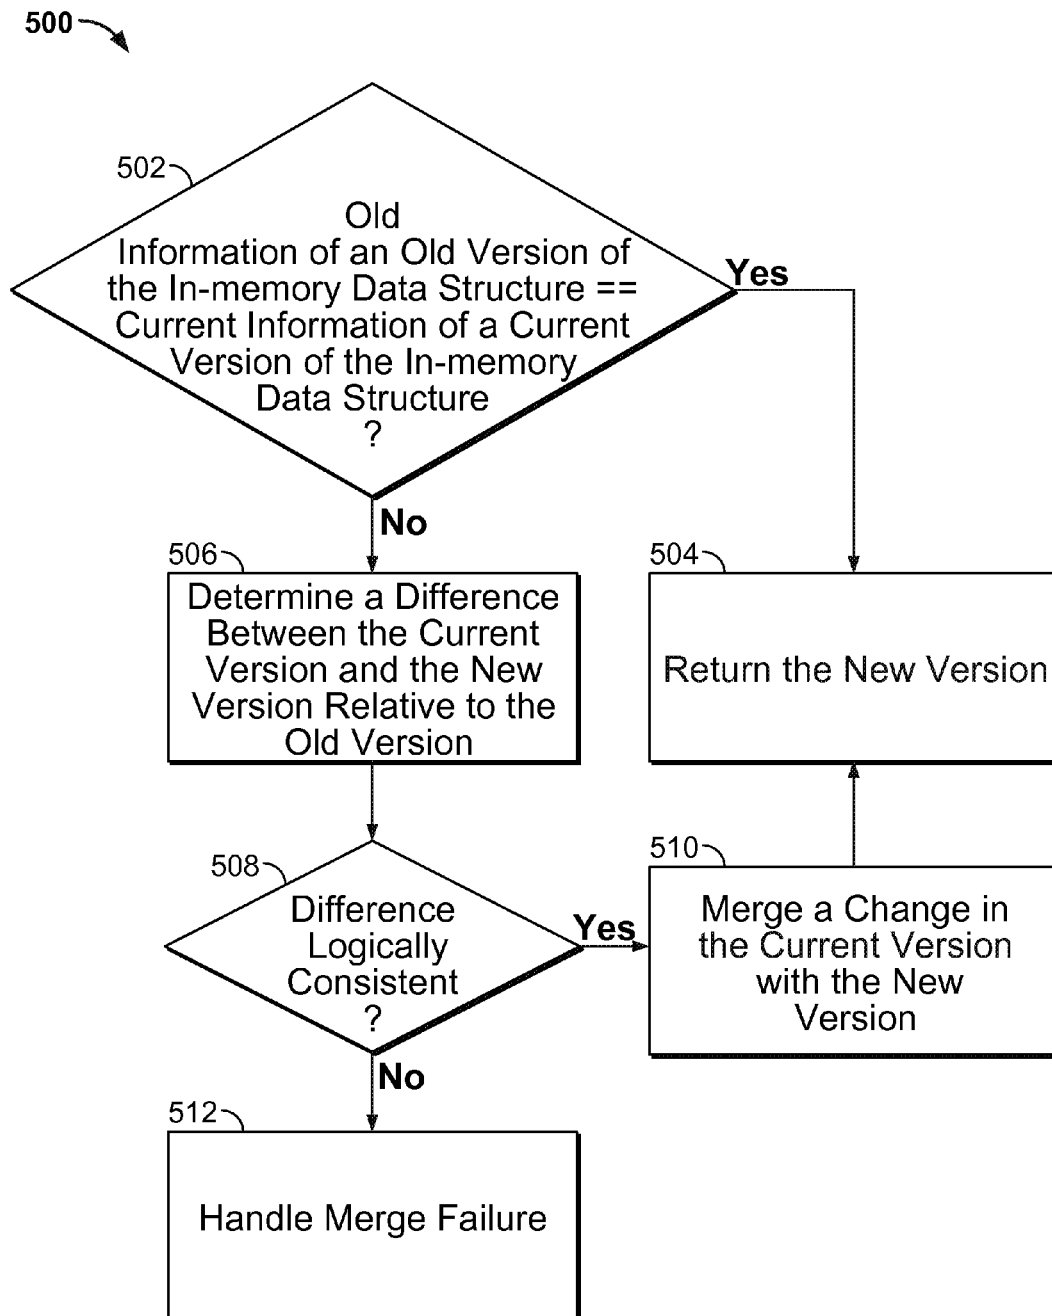 500
502
Old
Information of an Old Version of
the In-memory Data Structure ==
Current Information of a Current
Version of the In-memory
Data Structure
?
Yes
No
506
Determine a Difference
Between the Current
Version and the New
Version Relative to the
Old Version
504
Return the New Version
508
Difference
Logically
Consistent
?
Yes
510
Merge a Change in
the Current Version
with the New
Version
No
512
Handle Merge Failure